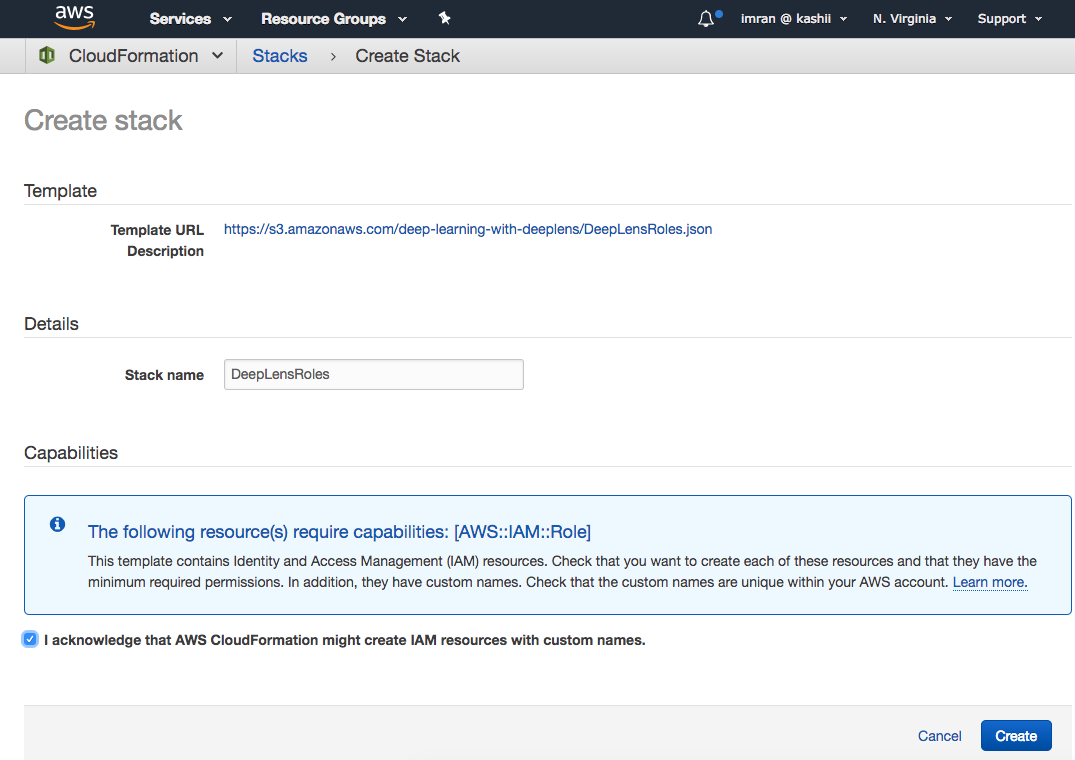 aws Services Resource Groups imran @ kashii N. Virginia Support
CloudFormation Stacks › Create Stack
Create stack
Template
Template URL https://s3.amazonaws.com/deep-learning-with-deeplens/DeepLensRoles.json
Description
Details
Stack name DeepLensRoles
Capabilities
The following resource(s) require capabilities: [AWS::IAM::Role]
This template contains Identity and Access Management (IAM) resources. Check that you want to create each of these resources and that they have the
minimum required permissions. In addition, they have custom names. Check that the custom names are unique within your AWS account. Learn more.
I acknowledge that AWS CloudFormation might create IAM resources with custom names.
Cancel Create